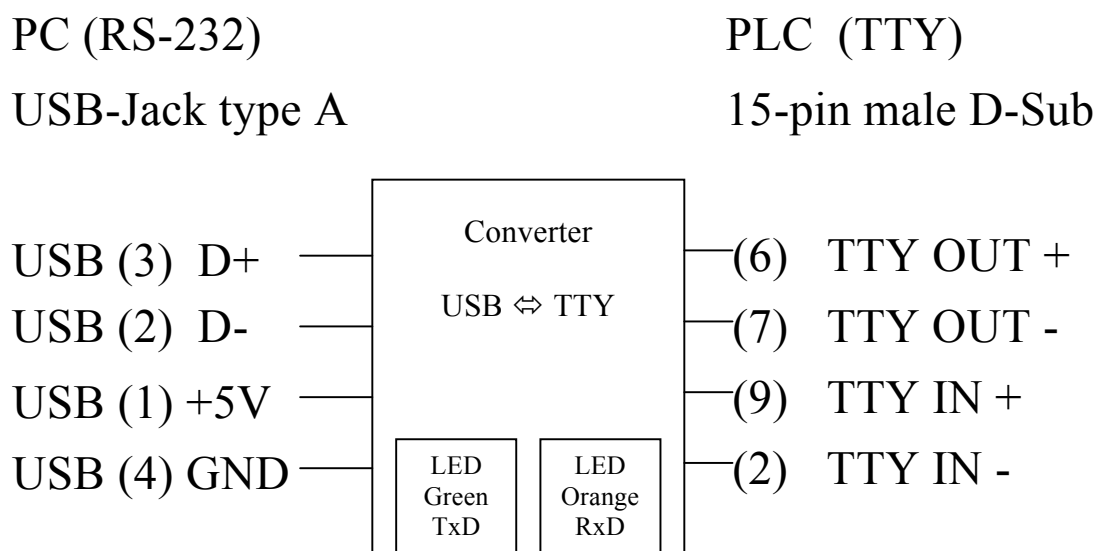 PC (RS-232)
PLC (TTY)
USB-Jack type A
15-pin male D-Sub
Converter
USB ⇔ TTY
USB (3) D+
USB (2) D-
USB (1) +5V
USB (4) GND
(6) TTY OUT +
(7) TTY OUT -
(9) TTY IN +
(2) TTY IN -
LED
Green
TxD
LED
Orange
RxD